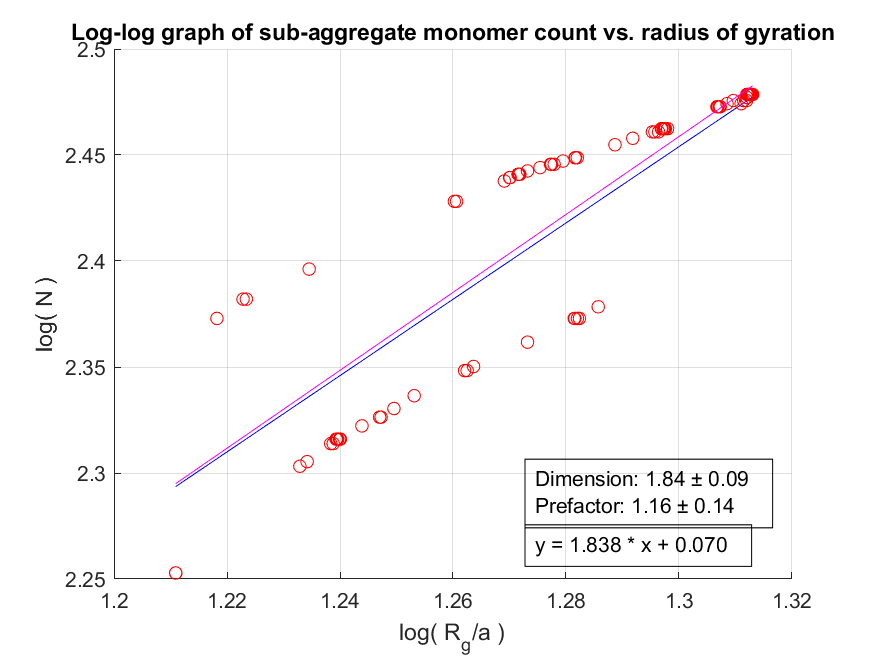 Log-log graph of sub-aggregate monomer count vs. radius of gyration
2.5
2.45
2.4
2.35
2.3
2.25
log( N )
Dimension: 1.84 ± 0.09
Prefactor: 1.16 ± 0.14
y = 1.838 * x + 0.070
1.2 1.22 1.24 1.26 1.28 1.3 1.32
log( Rg/a )